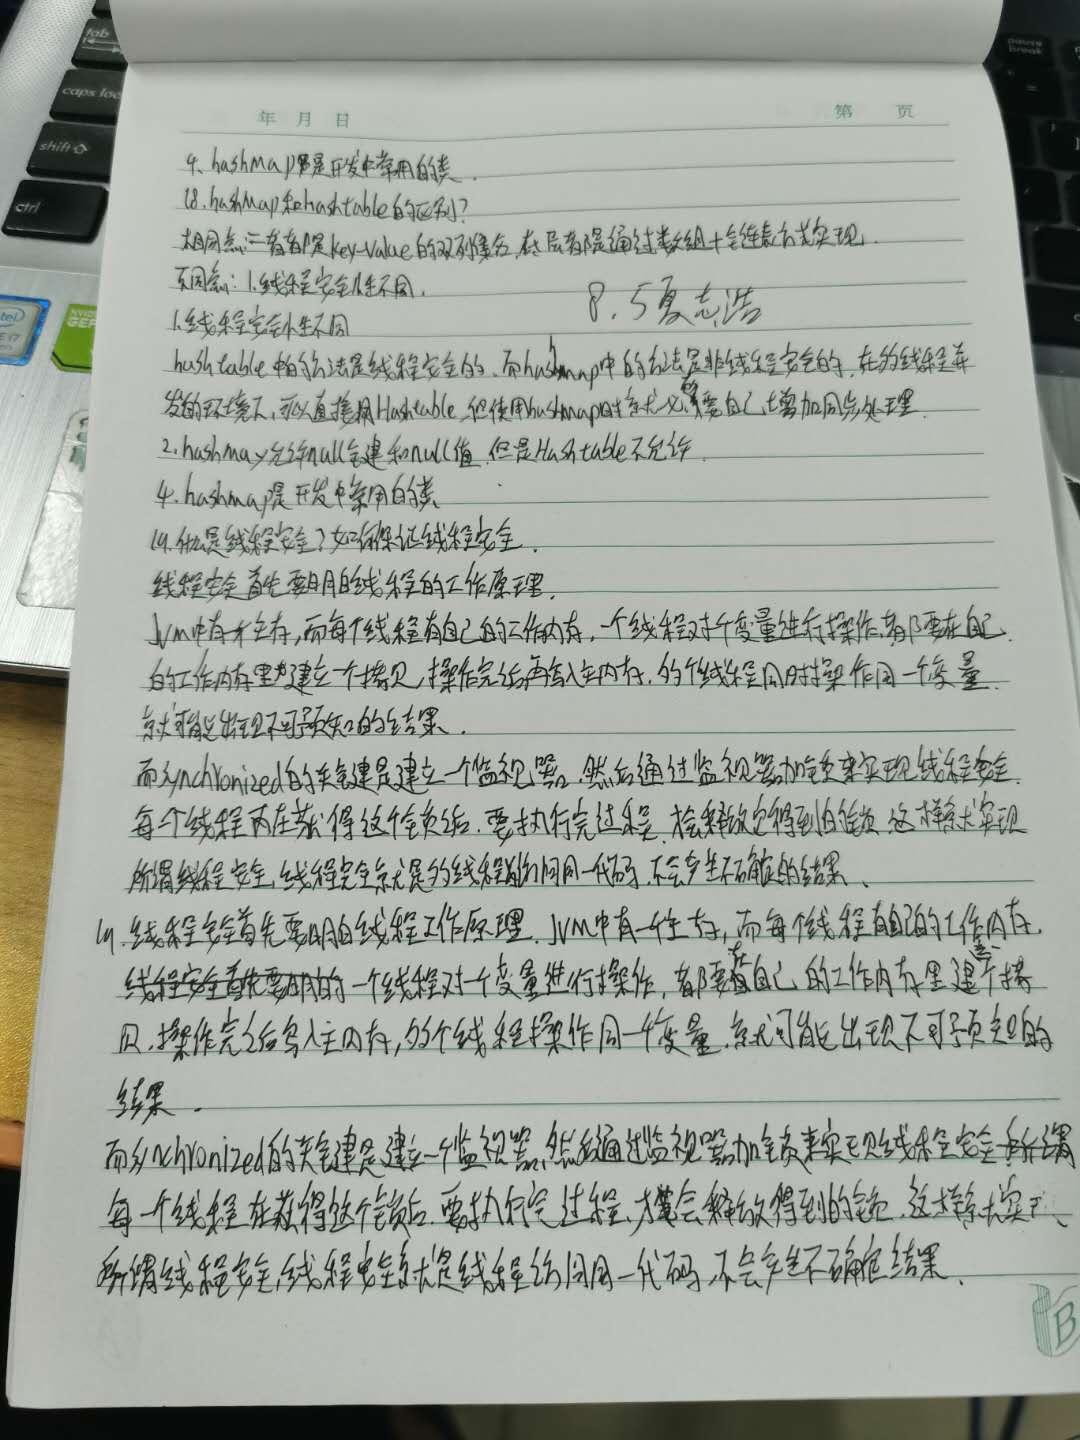 tab
caps loc
shift
ctrl
pause
break
intel
年 月 日
第 页
4. hashMap是开发中常用的类.
18. hashMap和Hashtable的区别?
相同点:二者都是key-value的双列集合,底层都是通过数组+链表方式实现.
不同点: 1.线程安全性不同.
8.5夏志浩
1.线程安全性不同
hashtable中的方法是线程安全的,而hashmap中的方法是非线程安全的,在多线程并
发的环境下,可以直接用Hashtable,但使用hashmap时就必须要自己增加同步处理
2. hashmap允许null键和null值,但是Hashtable不允许.
4. hashmap是开发中常用的类
19.什么是线程安全?如何保证线程安全.
线程安全首先要明白线程的工作原理.
JVM中有个主存,而每个线程有自己的工作内存,一个线程对一个变量进行操作,都要在自己
的工作内存里建立一个拷贝,操作完后再写入主内存.多个线程同时操作同一个变量
就可能出现不可预知的结果.
而synchronized的关键是建立一个监视器,然后通过监视器加锁来实现线程安全.
每个线程在获得这个锁后,要执行完过程,才会释放它得到的锁,这样就实现
所谓线程安全,线程安全就是多线程访问同一代码,不会产生不确定的结果.
19.线程安全首先要明白线程工作原理.JVM中有一个主存,而每个线程有自己的工作内存.
一个线程对一个变量进行操作,都要在自己的工作内存里建立个拷
贝,操作完之后写入主内存,多个线程操作同一个变量,就可能出现不可预见的
结果.
而synchronized的关键是建立一个监视器,然后通过监视器加锁来实现线程安全所谓
每一个线程在获得这个锁后,要执行完过程,才会释放得到的锁,这样就实现
所谓线程安全,线程安全就是线程访问同一代码,不会产生不确定结果.
B